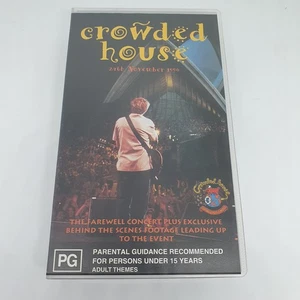 crowded
house
THE FAREWELL CONCERT PLUS EXCLUSIVE
BEHIND THE SCENES FOOTAGE LEADING UP
TO THE EVENT
PG
PARENTAL GUIDANCE RECOMMENDED
FOR PERSONS UNDER 15 YEARS
ADULT THEMES